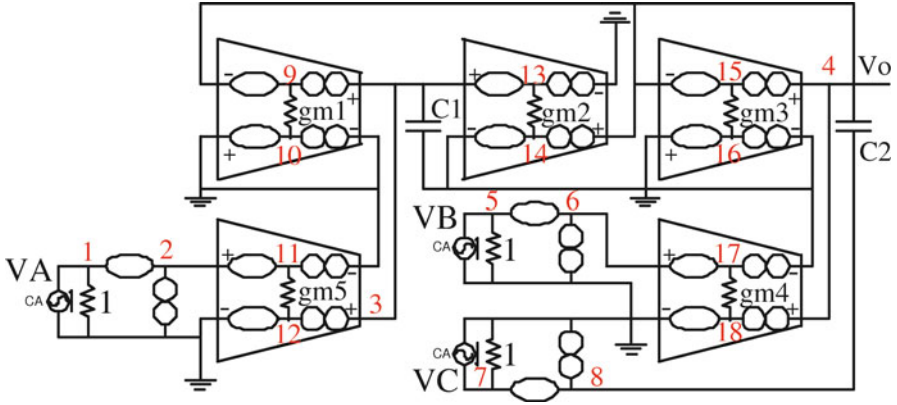 9 13 15 4 Vo
- + -
gm1 + C1 gm2 - gm3 + C2
+ 10 - - 14 + + 16 -
VB 5 6
CA 1
VA 1 2 + 11 - + 17 -
CA 1 gm5 3 gm4
- 12 + - 18 +
CA 1
VC 7 8